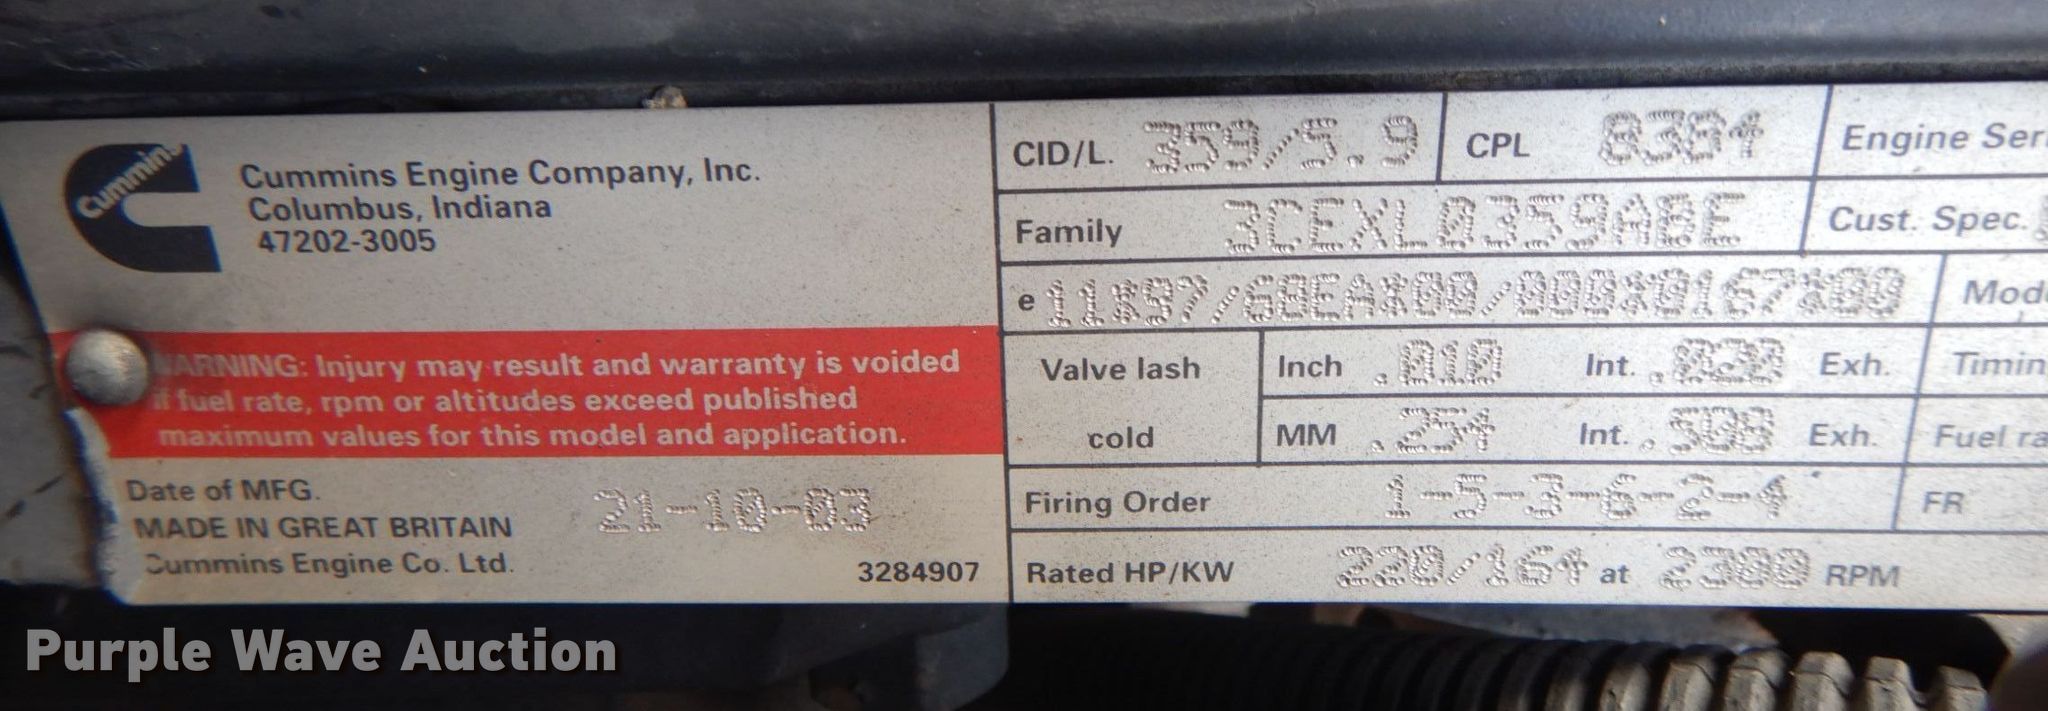 Cummins
Cummins Engine Company, Inc.
Columbus, Indiana
47202-3005
WARNING: Injury may result and warranty is voided
if fuel rate, rpm or altitudes exceed published
maximum values for this model and application.
Date of MFG. 21-10-03
MADE IN GREAT BRITAIN
Cummins Engine Co. Ltd.
3284907
CID/L. 359/5.9 CPL 8384 Engine Seri
Family 3CEXL0359ABE Cust. Spec.
e 11*97/68EA*00/000*0167*00 Mode
Valve lash Inch .010 Int. .020 Exh. Timin
cold MM .254 Int. .508 Exh. Fuel ra
Firing Order 1-5-3-6-2-4 FR
Rated HP/KW 220/164 at 2300 RPM
Purple Wave Auction